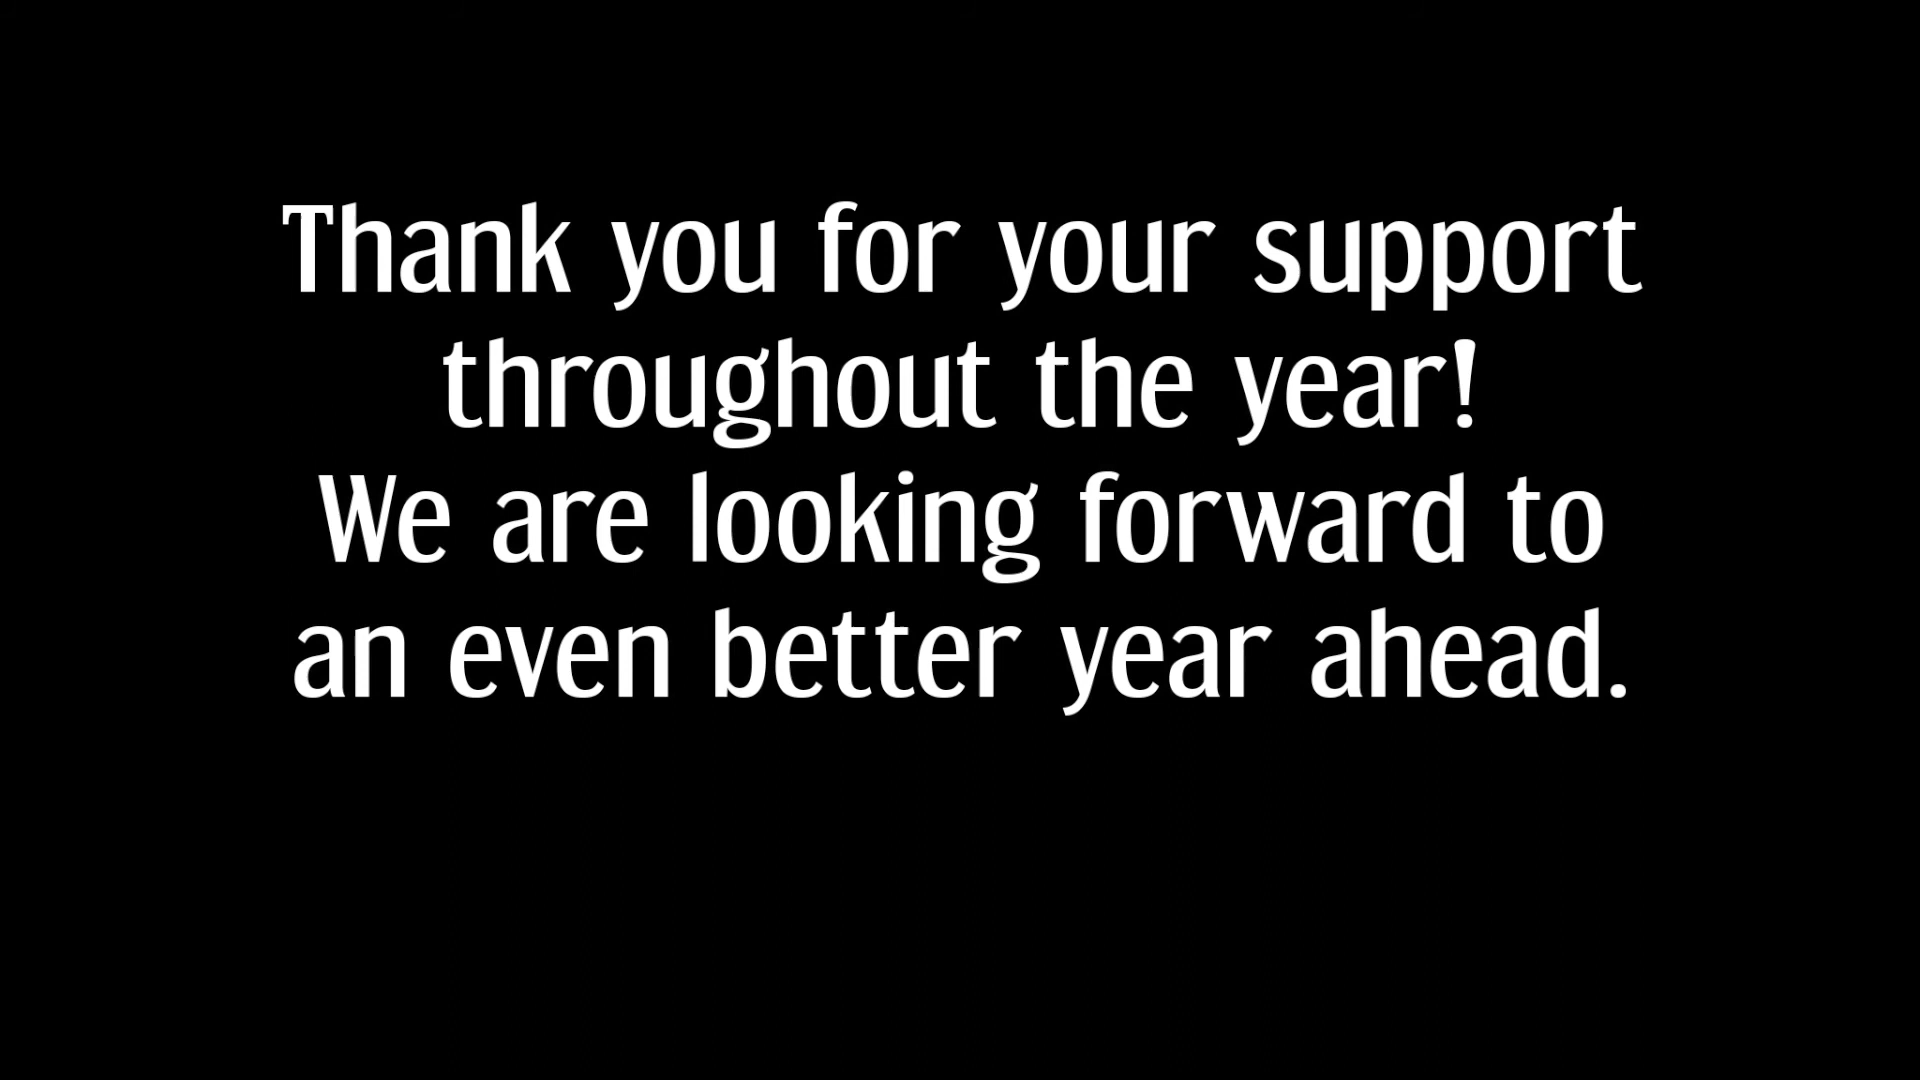 Thank you for your support
throughout the year!
We are looking forward to
an even better year ahead.